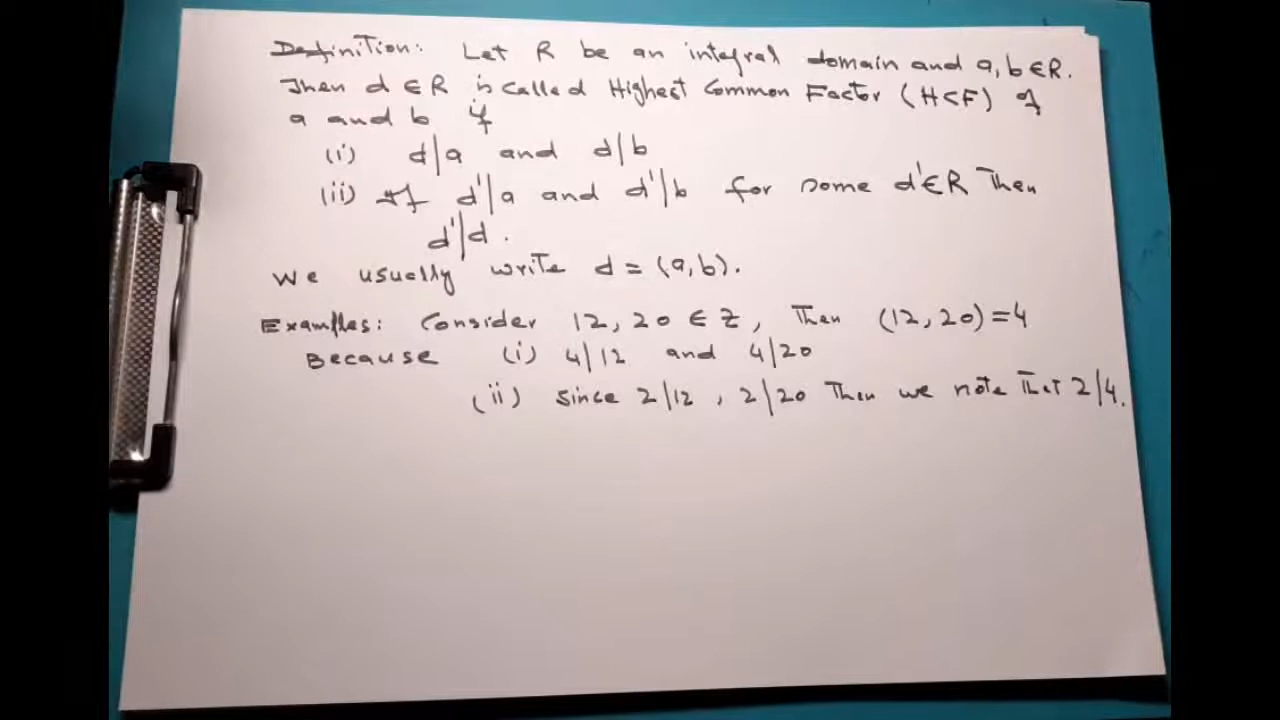 Definition: Let R be an integral domain and a, b ∈ R.
Then d ∈ R is called Highest Common Factor (HCF) of
a and b if
(i) d|a and d|b
(ii) If d'|a and d'|b for some d' ∈ R Then
d'|d.
We usually write d = (a, b).
Examples: Consider 12, 20 ∈ Z, Then (12, 20) = 4
Because (i) 4|12 and 4|20
(ii) since 2|12, 2|20 Then we note That 2|4.